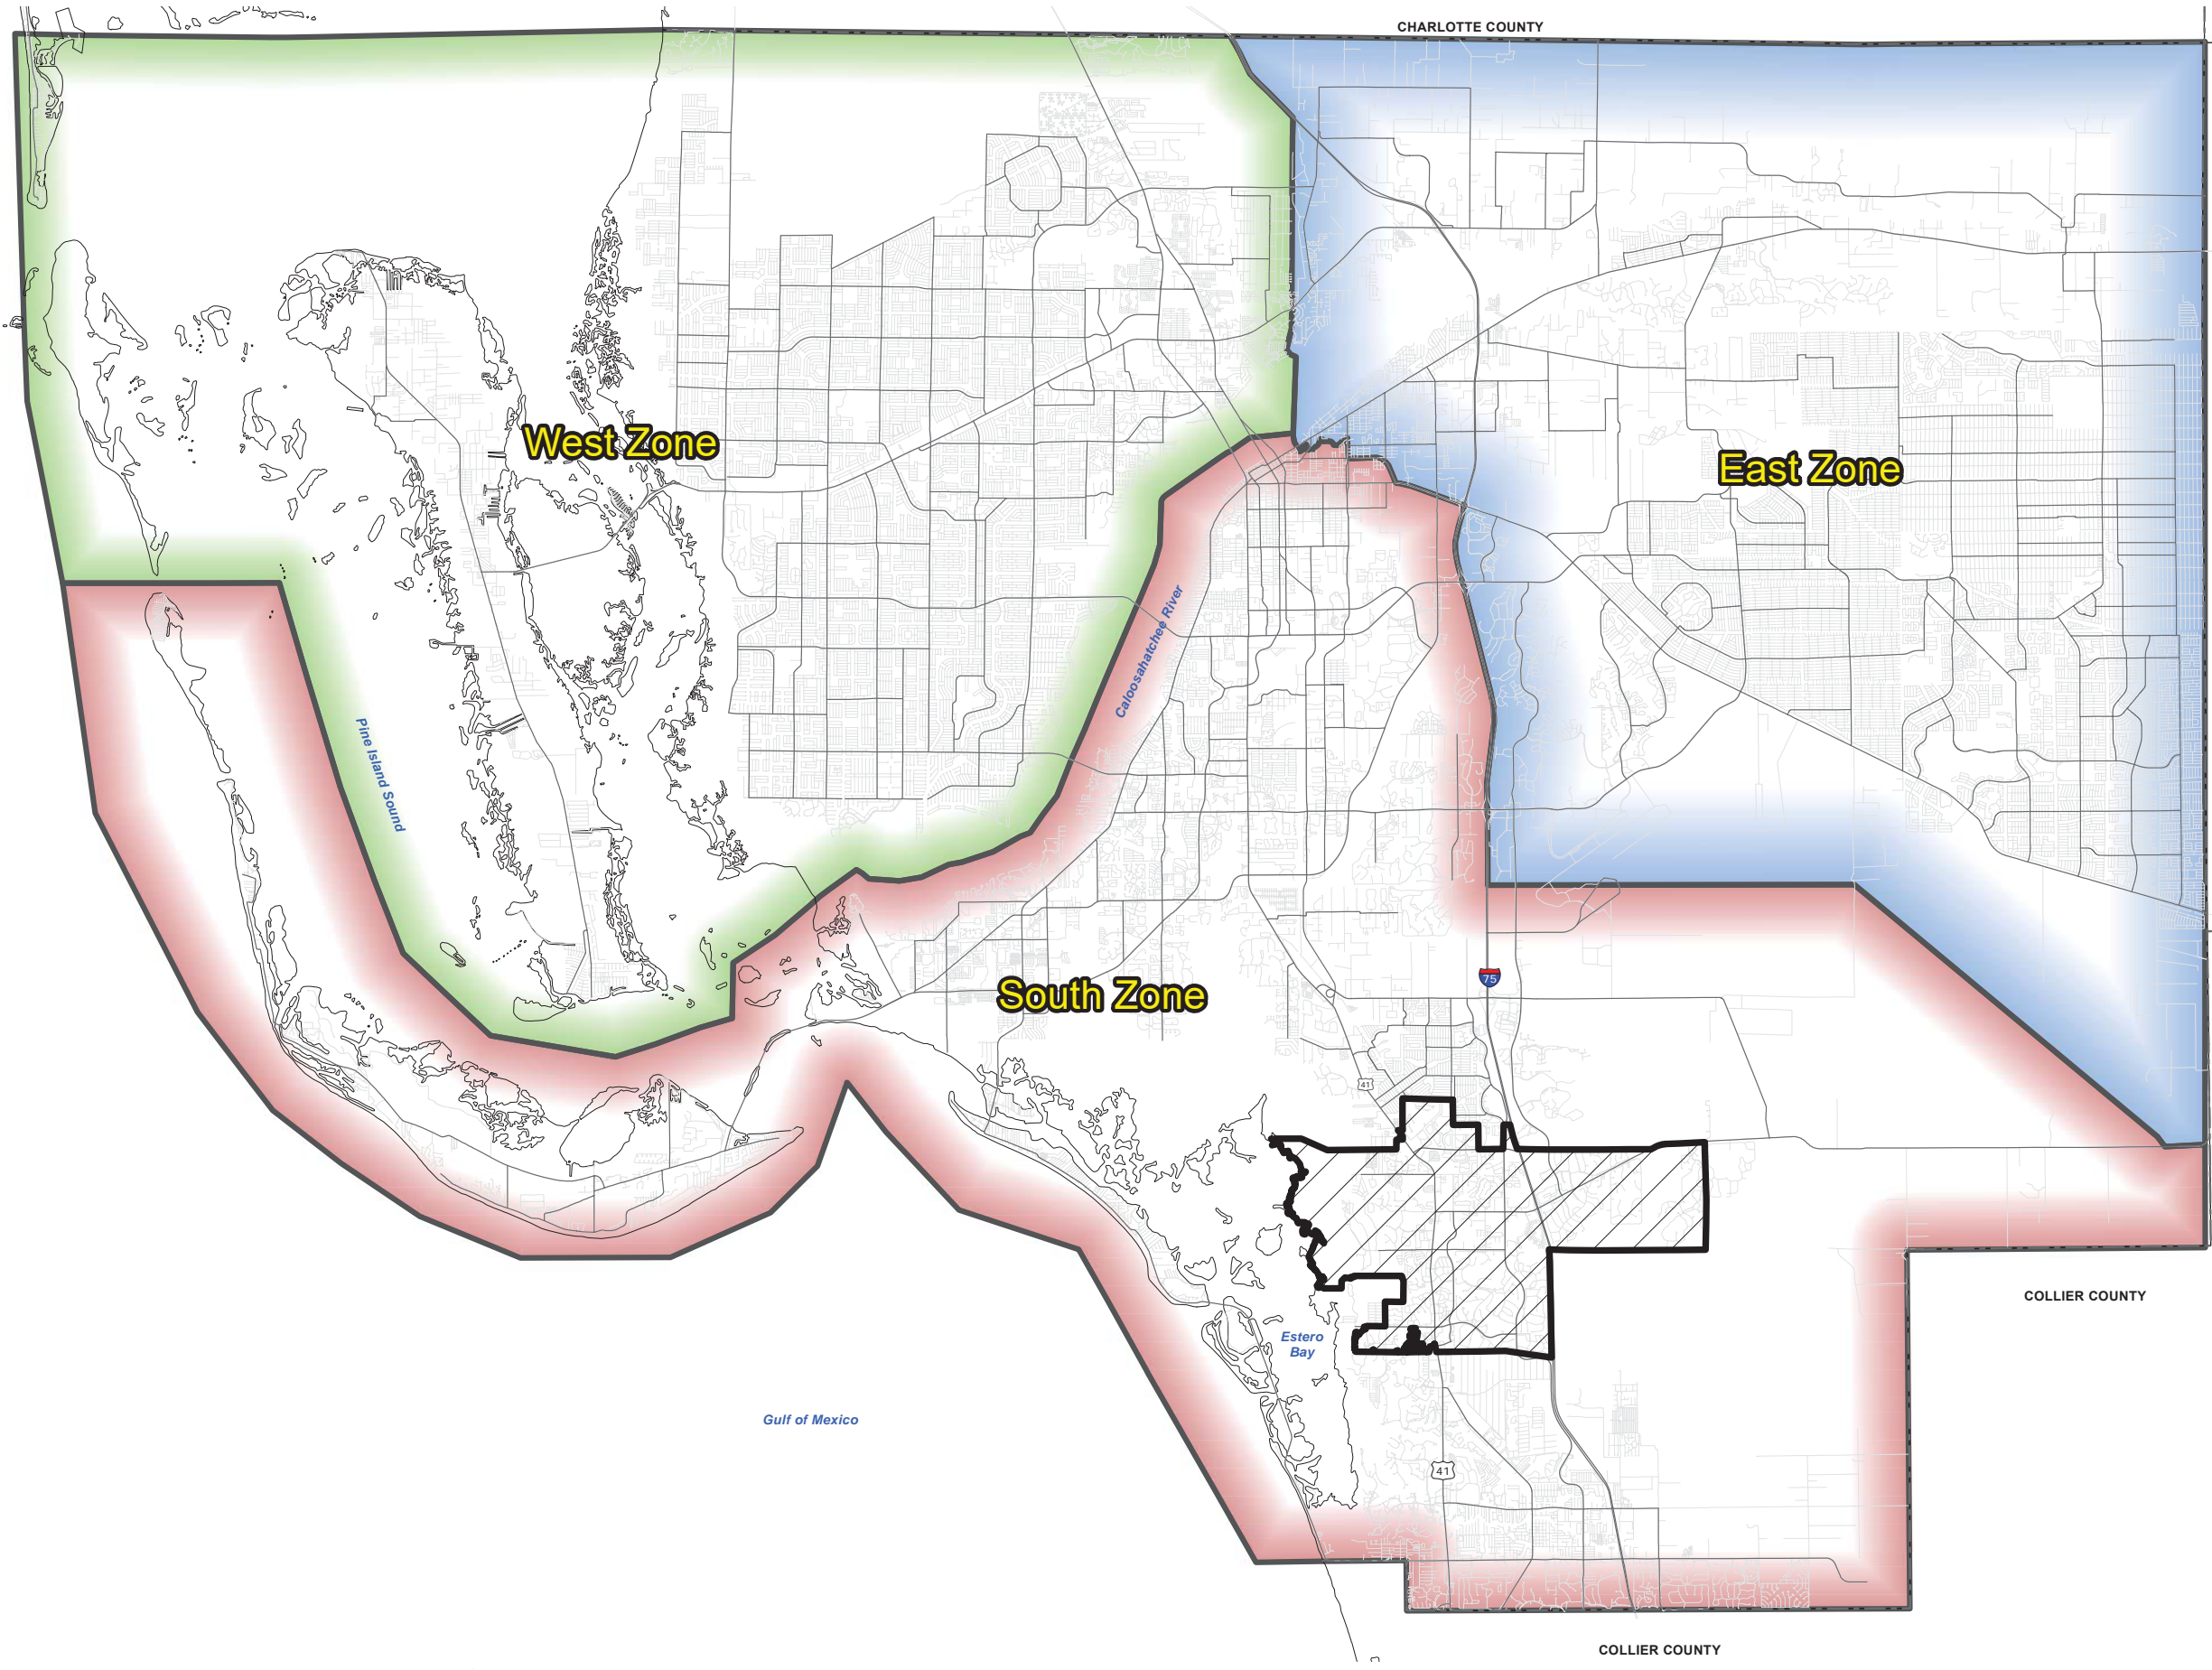 CHARLOTTE COUNTY
West Zone
East Zone
Caloosahatchee River
Pine Island Sound
South Zone
75
41
COLLIER COUNTY
Estero
Bay
Gulf of Mexico
41
COLLIER COUNTY